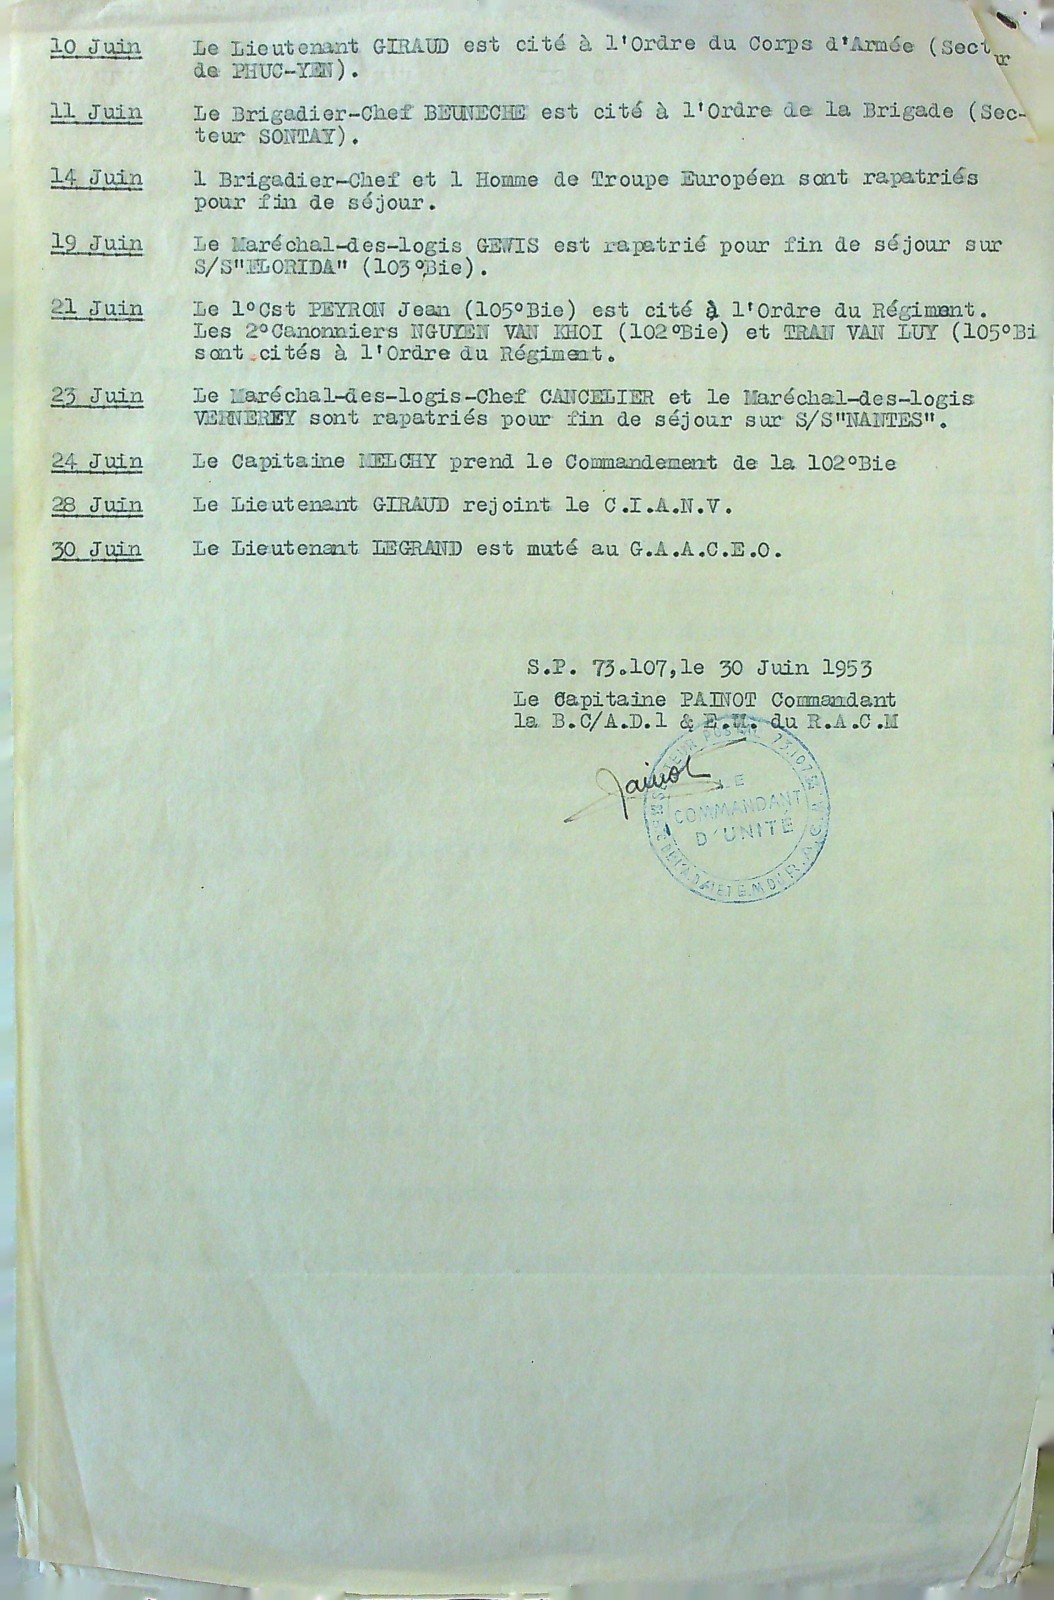 10 Juin Le Lieutenant GIRAUD est cité à l'Ordre du Corps d'Armée (Secteur
de PHUC-YEN).
11 Juin Le Brigadier-Chef BEUNECHE est cité à l'Ordre de la Brigade (Sec-
teur SONTAY).
14 Juin 1 Brigadier-Chef et 1 Homme de Troupe Européen sont rapatriés
pour fin de séjour.
19 Juin Le Maréchal-des-logis GEWIS est rapatrié pour fin de séjour sur
S/S"FLORIDA" (103°Bie).
21 Juin Le 1°Cst PEYRON Jean (105°Bie) est cité à l'Ordre du Régiment.
Les 2°Canonniers NGUYEN VAN KHOI (102°Bie) et TRAN VAN LUY (105°Bi
sont cités à l'Ordre du Régiment.
23 Juin Le Maréchal-des-logis-Chef CANCELIER et le Maréchal-des-logis
VERNEREY sont rapatriés pour fin de séjour sur S/S"NANTES".
24 Juin Le Capitaine MELCHY prend le Commandement de la 102°Bie
28 Juin Le Lieutenant GIRAUD rejoint le C.I.A.N.V.
30 Juin Le Lieutenant LEGRAND est muté au G.A.A.C.E.O.
S.P. 73.107,le 30 Juin 1953
Le Capitaine PAINOT Commandant
la B.C/A.D.1 & E.M. du R.A.C.M
Painot
SECTEUR POSTAL 73.107
LE
COMMANDANT
D'UNITÉ